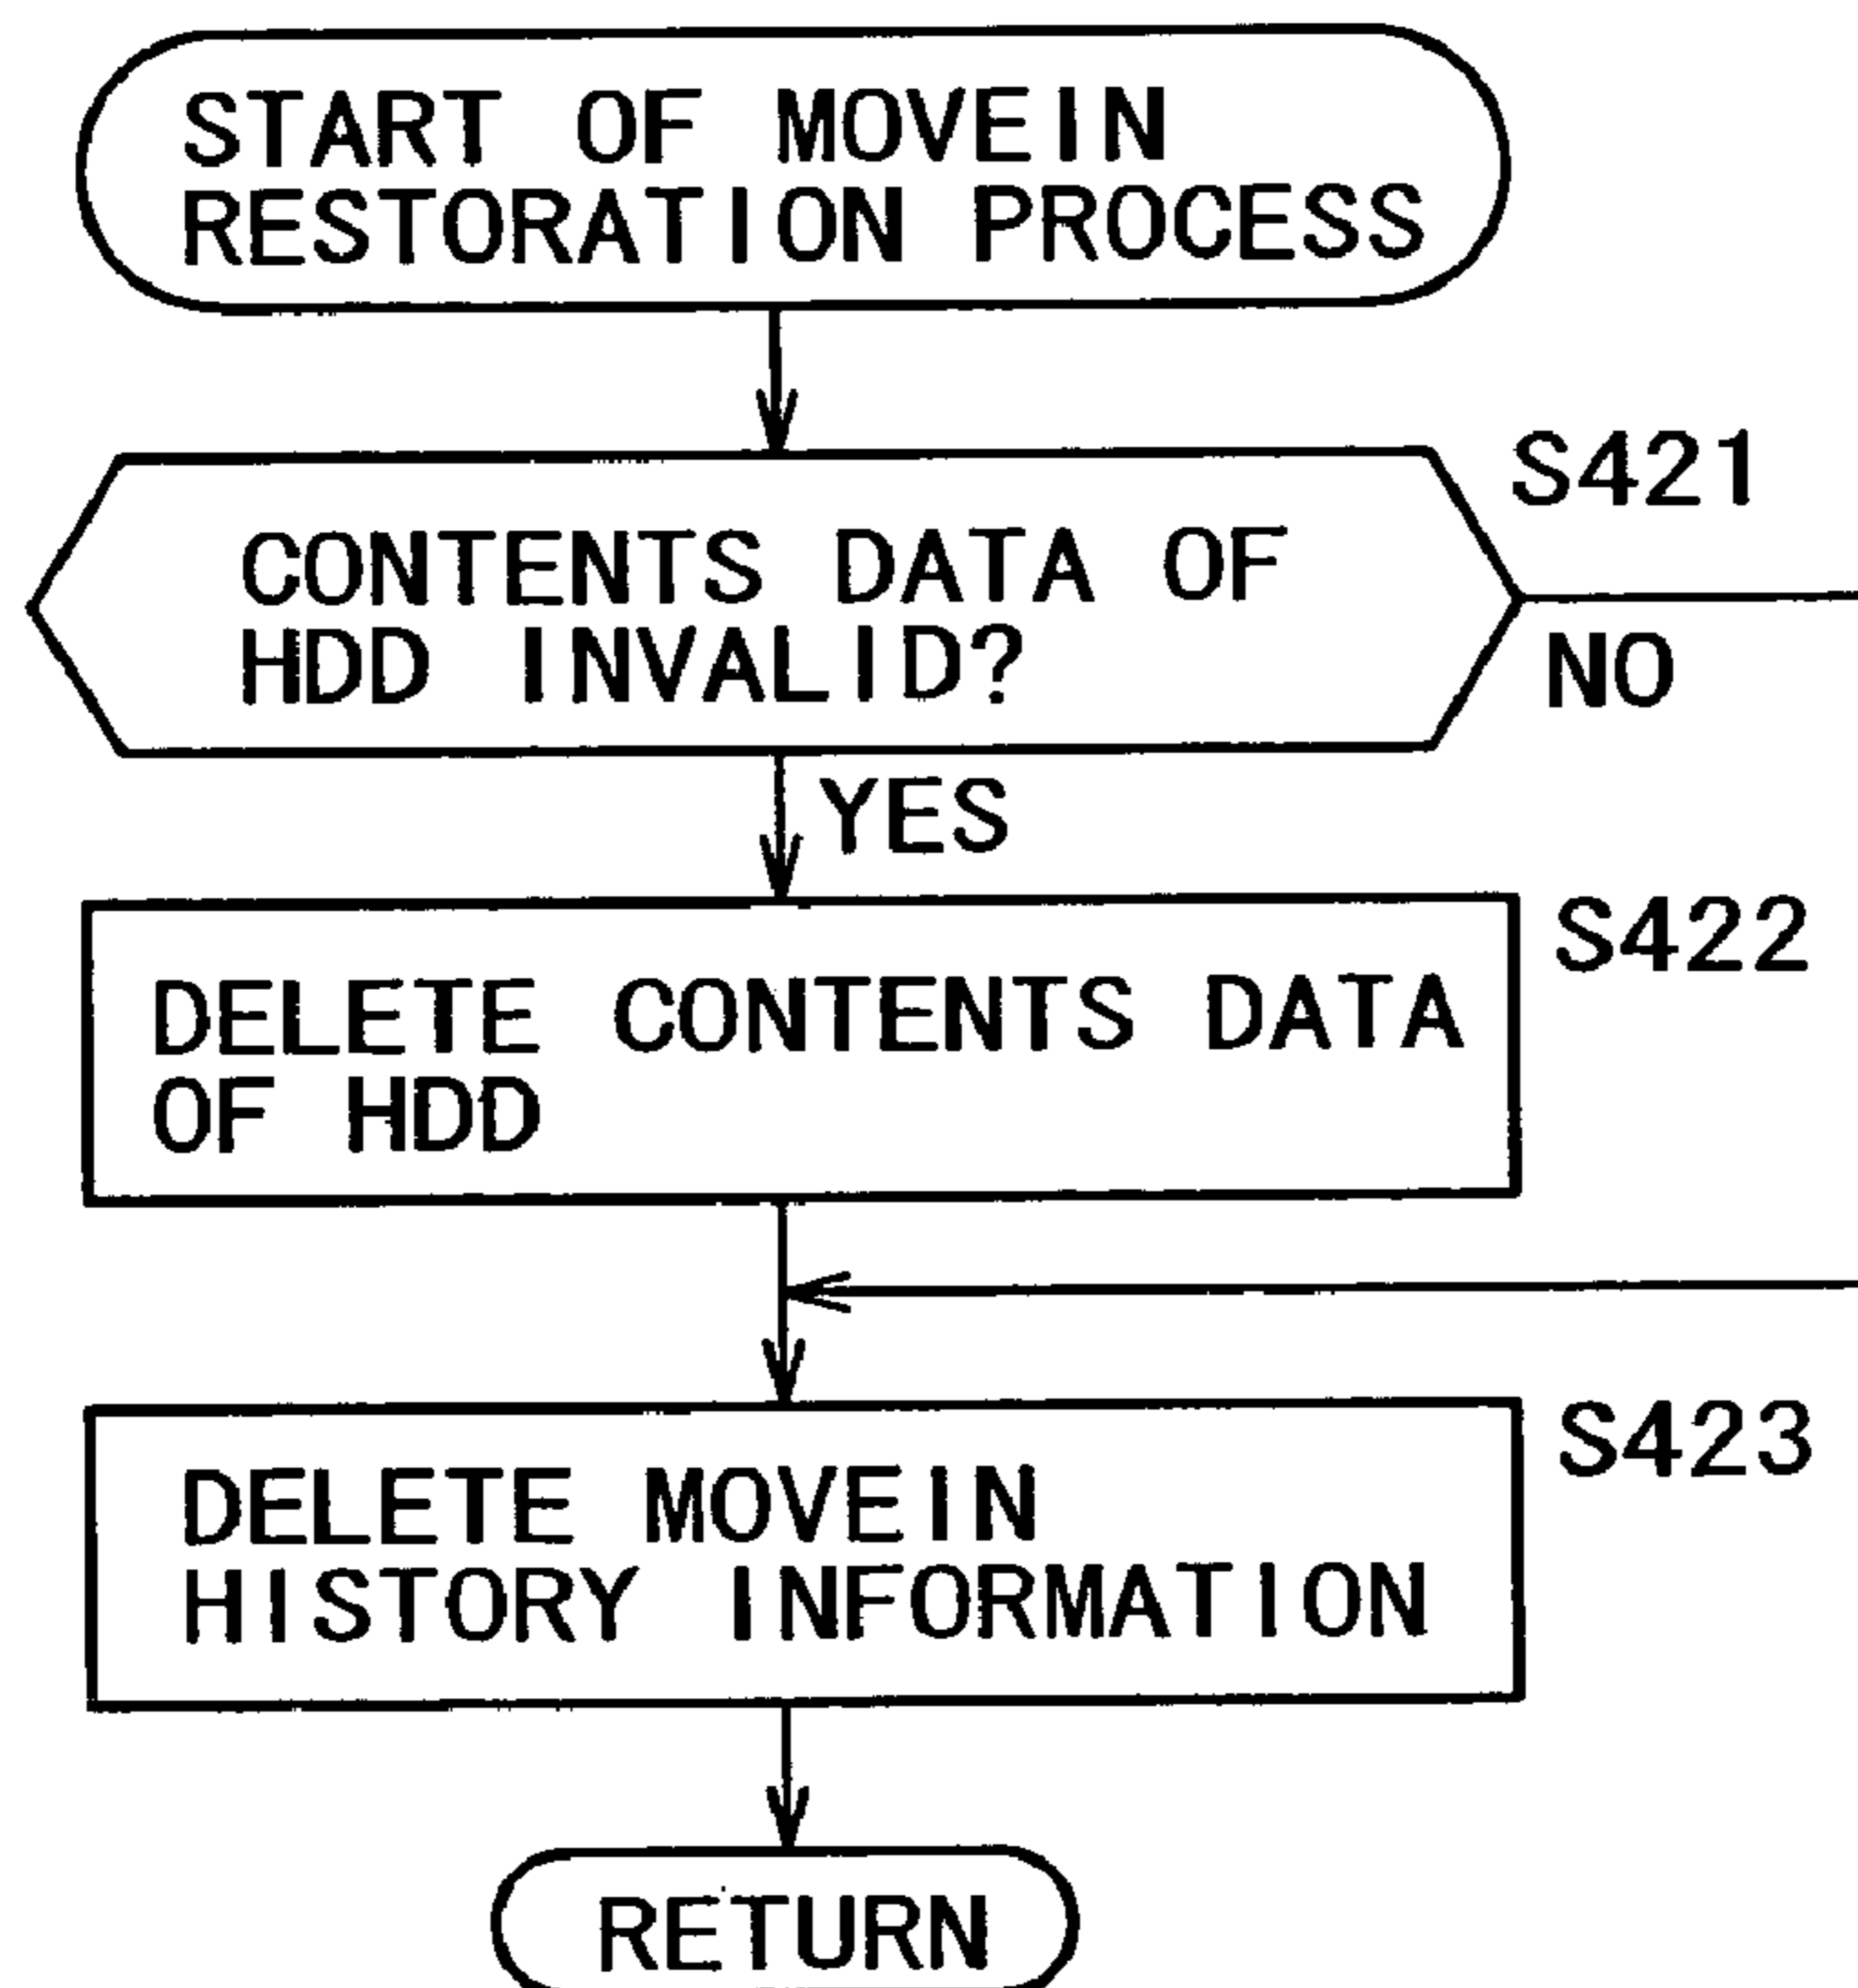 START OF MOVEIN
RESTORATION PROCESS
S421
CONTENTS DATA OF
HDD INVALID?
NO
YES
S422
DELETE CONTENTS DATA
OF HDD
S423
DELETE MOVEIN
HISTORY INFORMATION
RETURN